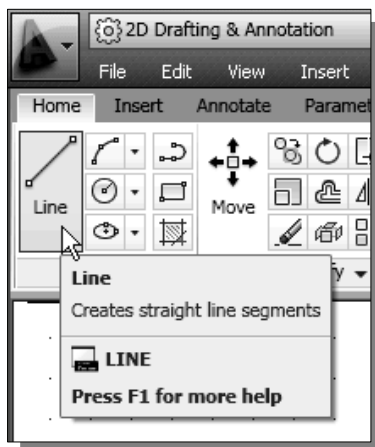 2D Drafting & Annotation
File Edit View Insert
Home Insert Annotate Paramet
Line
Move
Line
Creates straight line segments
LINE
Press F1 for more help